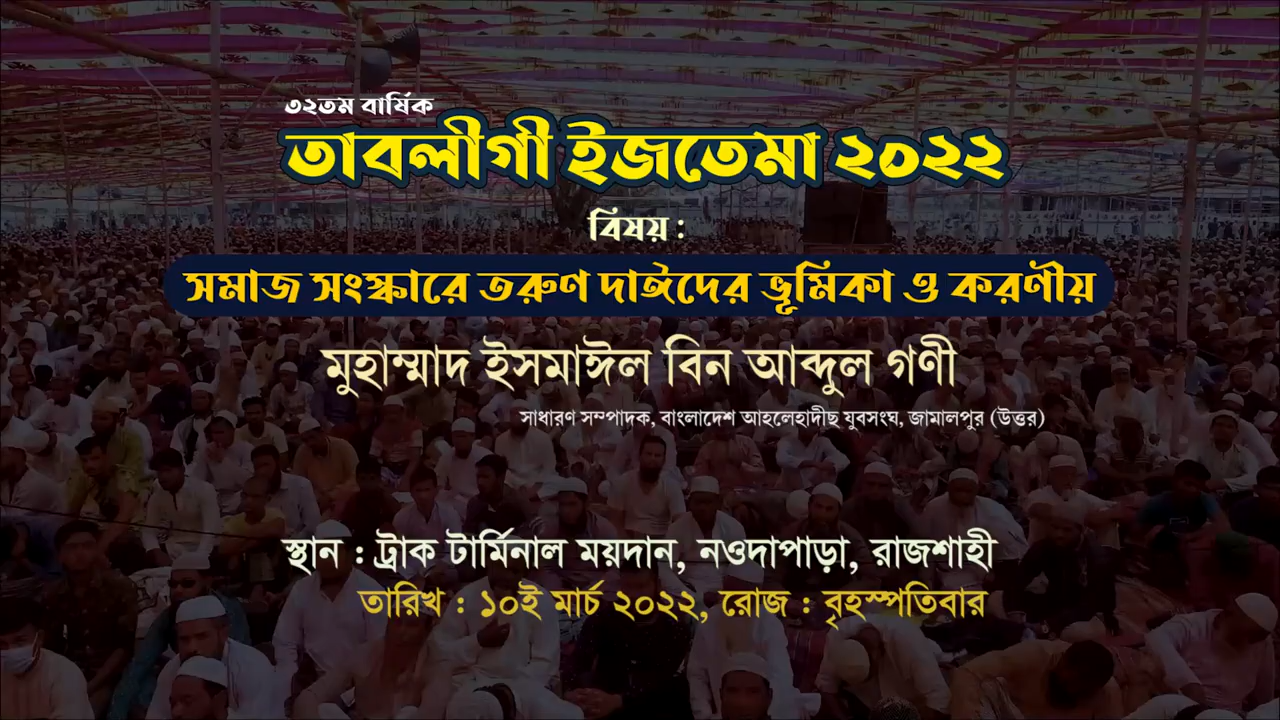 ৩২তম বার্ষিক
তাবলীগী ইজতেমা ২০২২
বিষয় :
সমাজ সংস্কারে তরুণ দাঈদের ভূমিকা ও করণীয়
মুহাম্মাদ ইসমাঈল বিন আব্দুল গণী
সাধারণ সম্পাদক, বাংলাদেশ আহলেহাদীছ যুবসংঘ, জামালপুর (উত্তর)
স্থান : ট্রাক টার্মিনাল ময়দান, নওদাপাড়া, রাজশাহী
তারিখ : ১০ই মার্চ ২০২২, রোজ : বৃহস্পতিবার